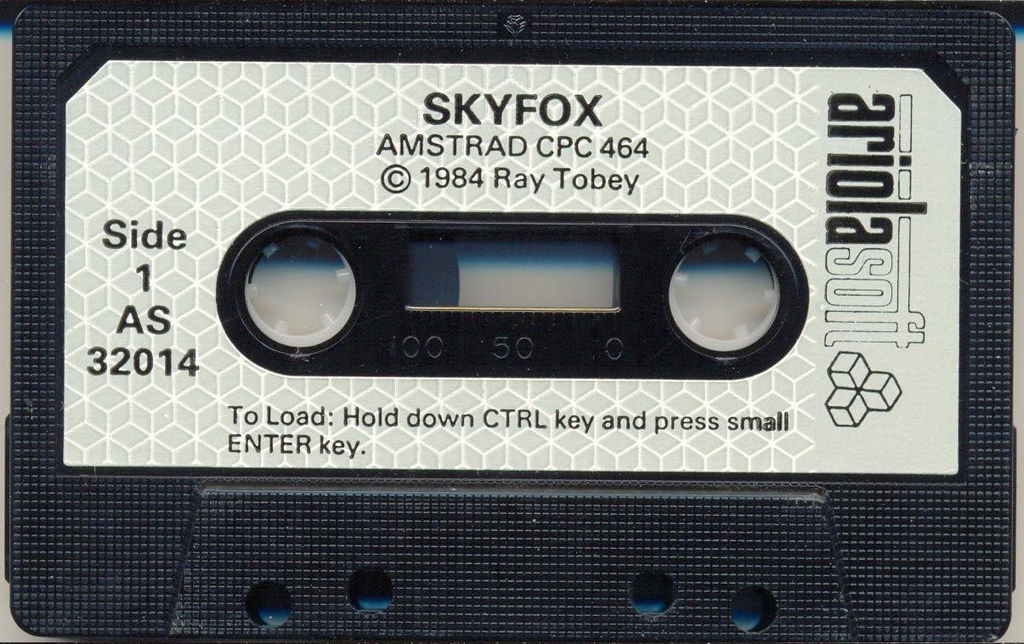 SKYFOX
AMSTRAD CPC 464
© 1984 Ray Tobey
Side
1
AS
32014
100 50 0
To Load: Hold down CTRL key and press small
ENTER key.
ariolasoft